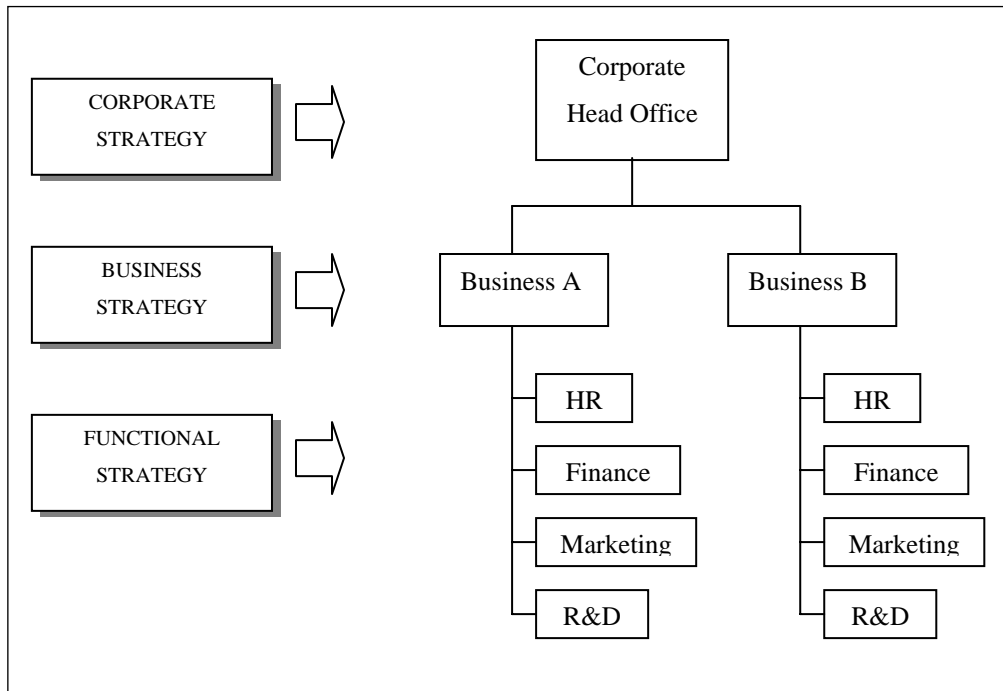 CORPORATE
STRATEGY
Corporate
Head Office
BUSINESS
STRATEGY
Business A
Business B
FUNCTIONAL
STRATEGY
HR
Finance
Marketing
R&D
HR
Finance
Marketing
R&D